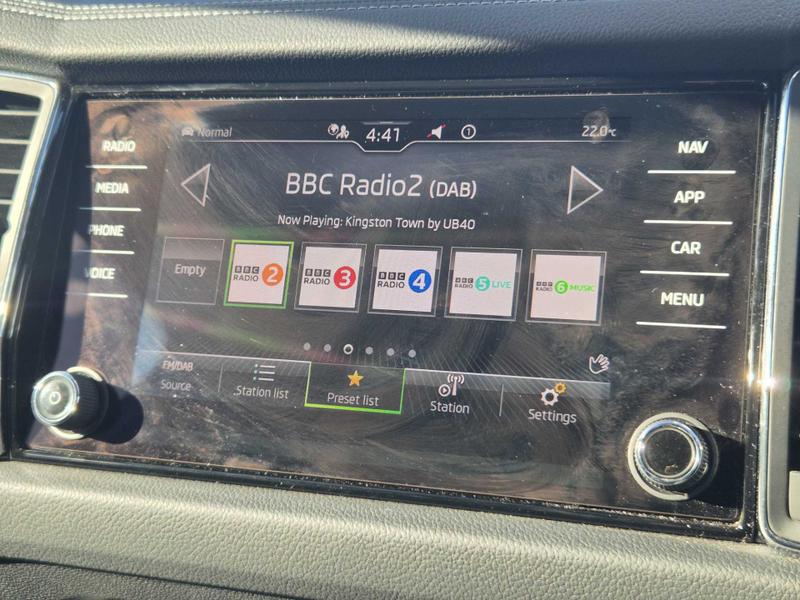 Normal
4:41
1
22.0°C
RADIO
MEDIA
PHONE
VOICE
BBC Radio2 (DAB)
Now Playing: Kingston Town by UB40
Empty
BBC RADIO 2
BBC RADIO 3
BBC RADIO 4
BBC RADIO 5 LIVE
BBC RADIO 6 MUSIC
FM/DAB
Source
Station list
Preset list
Station
Settings
NAV
APP
CAR
MENU